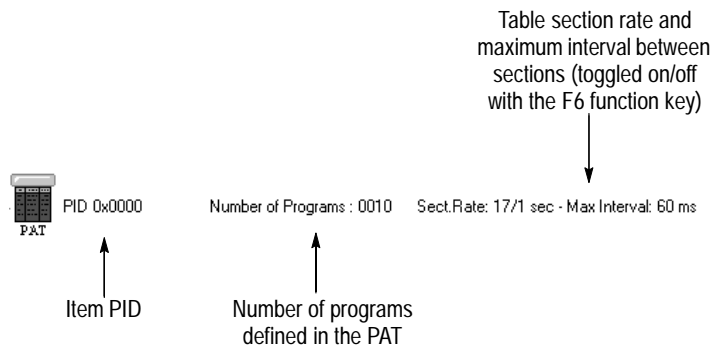 Table section rate and
maximum interval between
sections (toggled on/off
with the F6 function key)
PID 0x0000 Number of Programs : 0010 Sect.Rate: 17/1 sec - Max Interval: 60 ms
PAT
Item PID
Number of programs
defined in the PAT